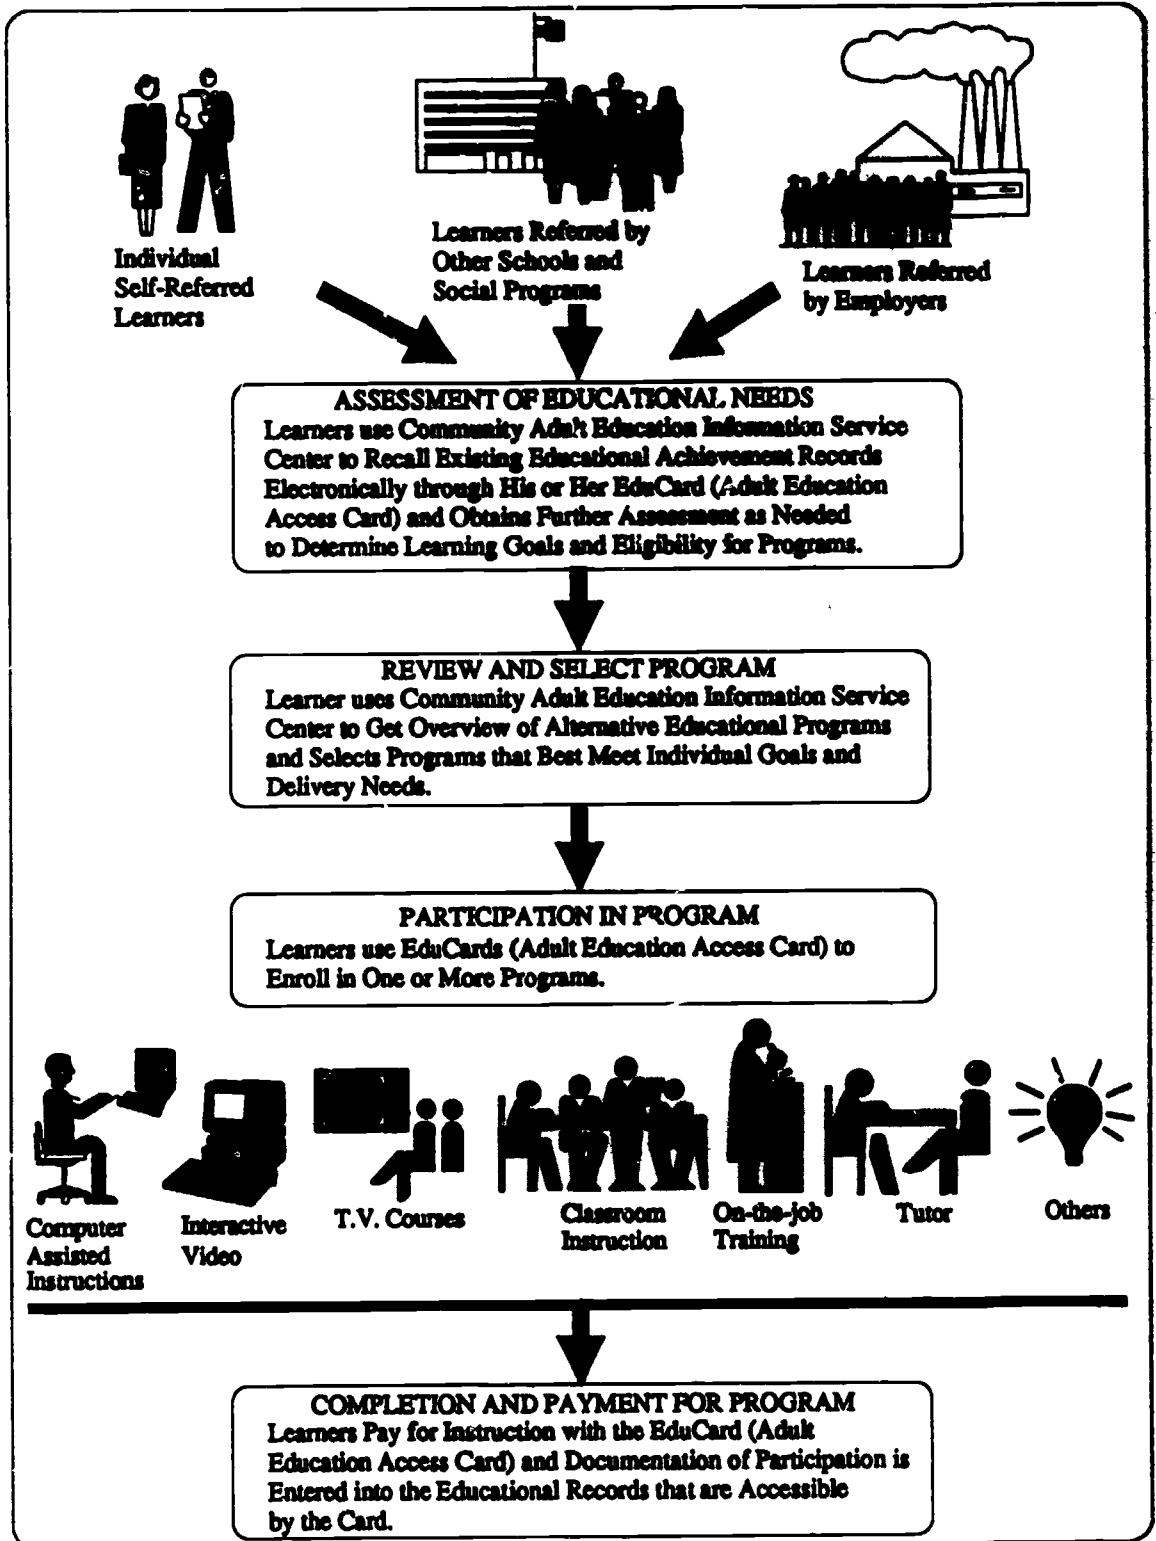 Individual
Self-Referred
Learners
Learners Referred by
Other Schools and
Social Programs
Learners Referred
by Employers
ASSESSMENT OF EDUCATIONAL NEEDS
Learners use Community Adult Education Information Service
Center to Recall Existing Educational Achievement Records
Electronically through His or Her EduCard (Adult Education
Access Card) and Obtains Further Assessment as Needed
to Determine Learning Goals and Eligibility for Programs.
REVIEW AND SELECT PROGRAM
Learner uses Community Adult Education Information Service
Center to Get Overview of Alternative Educational Programs
and Selects Programs that Best Meet Individual Goals and
Delivery Needs.
PARTICIPATION IN PROGRAM
Learners use EduCards (Adult Education Access Card) to
Enroll in One or More Programs.
Computer
Assisted
Instructions
Interactive
Video
T.V. Courses
Classroom
Instruction
On-the-job
Training
Tutor
Others
COMPLETION AND PAYMENT FOR PROGRAM
Learners Pay for Instruction with the EduCard (Adult
Education Access Card) and Documentation of Participation is
Entered into the Educational Records that are Accessible
by the Card.